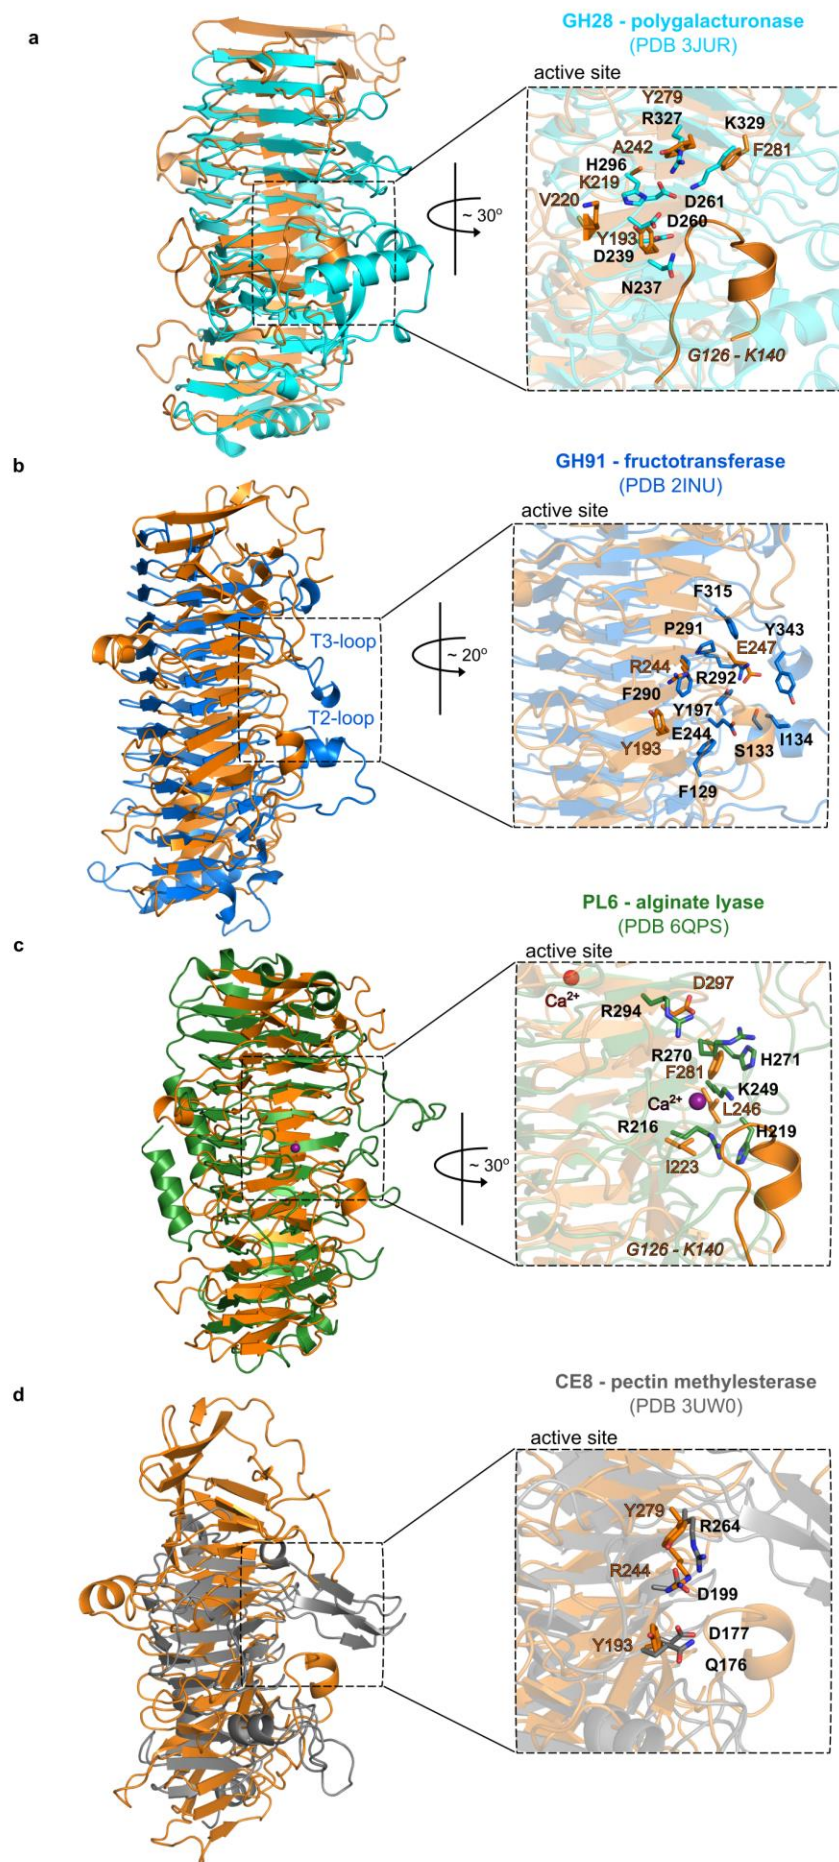 a
GH28 - polygalacturonase
(PDB 3JUR)
active site
~ 30°
Y279
R327
K329
A242
F281
H296
K219
V220
D261
D260
Y193
D239
N237
G126 - K140
b
GH91 - fructotransferase
(PDB 2INU)
active site
T3-loop
T2-loop
~ 20°
F315
P291
E247
Y343
R244
R292
F290
Y197
Y193
E244
S133
I134
F129
c
PL6 - alginate lyase
(PDB 6QPS)
active site
~ 30°
Ca²⁺
D297
R294
R270
H271
F281
K249
Ca²⁺
L246
R216
H219
I223
G126 - K140
d
CE8 - pectin methylesterase
(PDB 3UW0)
active site
Y279
R264
R244
D199
Y193
D177
Q176